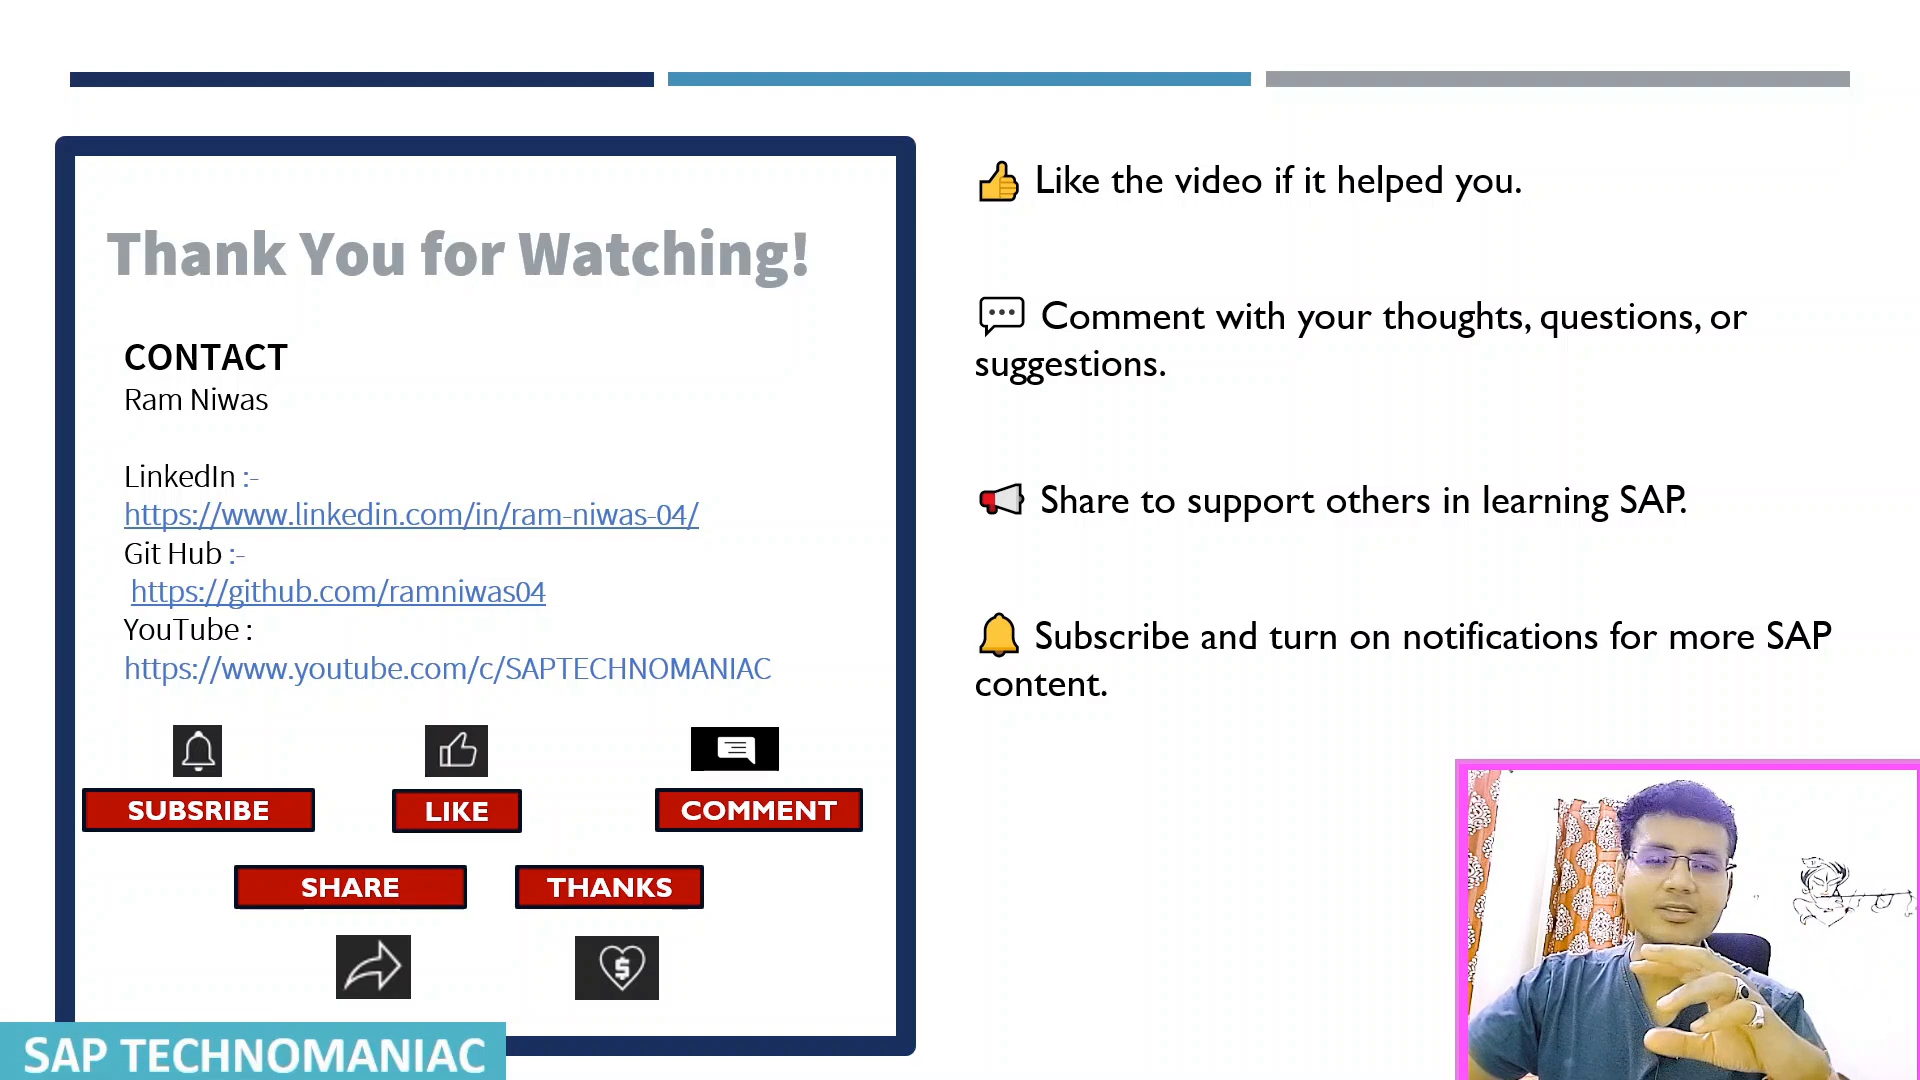 Thank You for Watching!
CONTACT
Ram Niwas
LinkedIn :-
https://www.linkedin.com/in/ram-niwas-04/
Git Hub :-
https://github.com/ramniwas04
YouTube :
https://www.youtube.com/c/SAPTECHNOMANIAC
SUBSRIBE
LIKE
COMMENT
SHARE
THANKS
SAP TECHNOMANIAC
👍 Like the video if it helped you.
💬 Comment with your thoughts, questions, or
suggestions.
📢 Share to support others in learning SAP.
🔔 Subscribe and turn on notifications for more SAP
content.